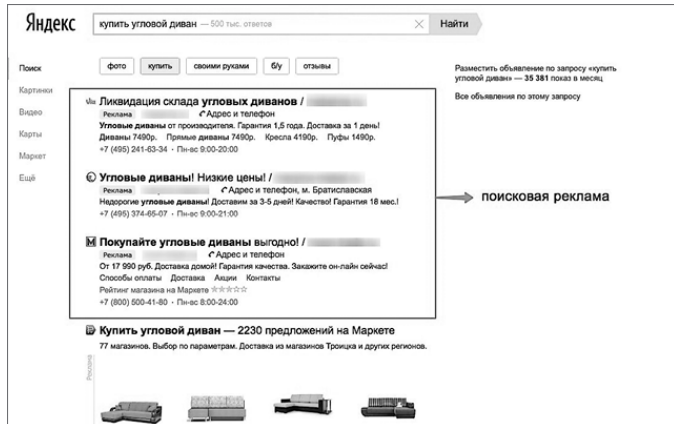 Яндекс
купить угловой диван — 500 тыс. ответов
Найти
Поиск
Картинки
Видео
Карты
Маркет
Ещё
фото купить своими руками б/у отзывы
Разместить объявление по запросу «купить
угловой диван» — 35 381 показ в месяц
Все объявления по этому запросу
Ликвидация склада угловых диванов /
Реклама Адрес и телефон
Угловые диваны от производителя. Гарантия 1,5 года. Доставка за 1 день!
Диваны 7490р. Прямые диваны 7490р. Кресла 4190р. Пуфы 1490р.
+7 (495) 241-63-34 · Пн-вс 9:00-20:00
Угловые диваны! Низкие цены! /
Реклама Адрес и телефон, м. Братиславская
Недорогие угловые диваны! Доставим за 3-5 дней! Качество! Гарантия 18 мес.!
+7 (495) 374-65-07 · Пн-вс 9:00-21:00
поисковая реклама
М Покупайте угловые диваны выгодно! /
Реклама Адрес и телефон
От 17 990 руб. Доставка домой! Гарантия качества. Закажите он-лайн сейчас!
Способы оплаты Доставка Акции Контакты
Рейтинг магазина на Маркете ☆☆☆☆☆
+7 (800) 500-41-80 · Пн-вс 8:00-24:00
Купить угловой диван — 2230 предложений на Маркете
77 магазинов. Выбор по параметрам. Доставка из магазинов Троицка и других регионов.
Реклама